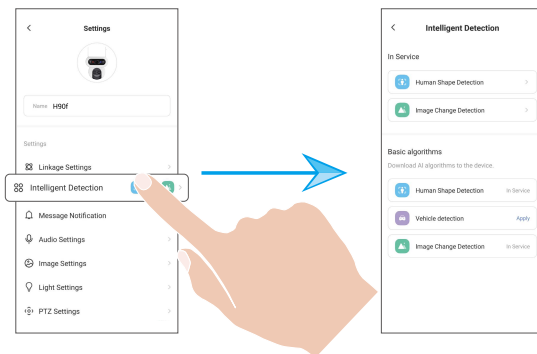 Settings
Name H90f
Settings
Linkage Settings
Intelligent Detection
Message Notification
Audio Settings
Image Settings
Light Settings
PTZ Settings
Intelligent Detection
In Service
Human Shape Detection
Image Change Detection
Basic algorithms
Download AI algorithms to the device.
Human Shape Detection In Service
Vehicle detection Apply
Image Change Detection In Service